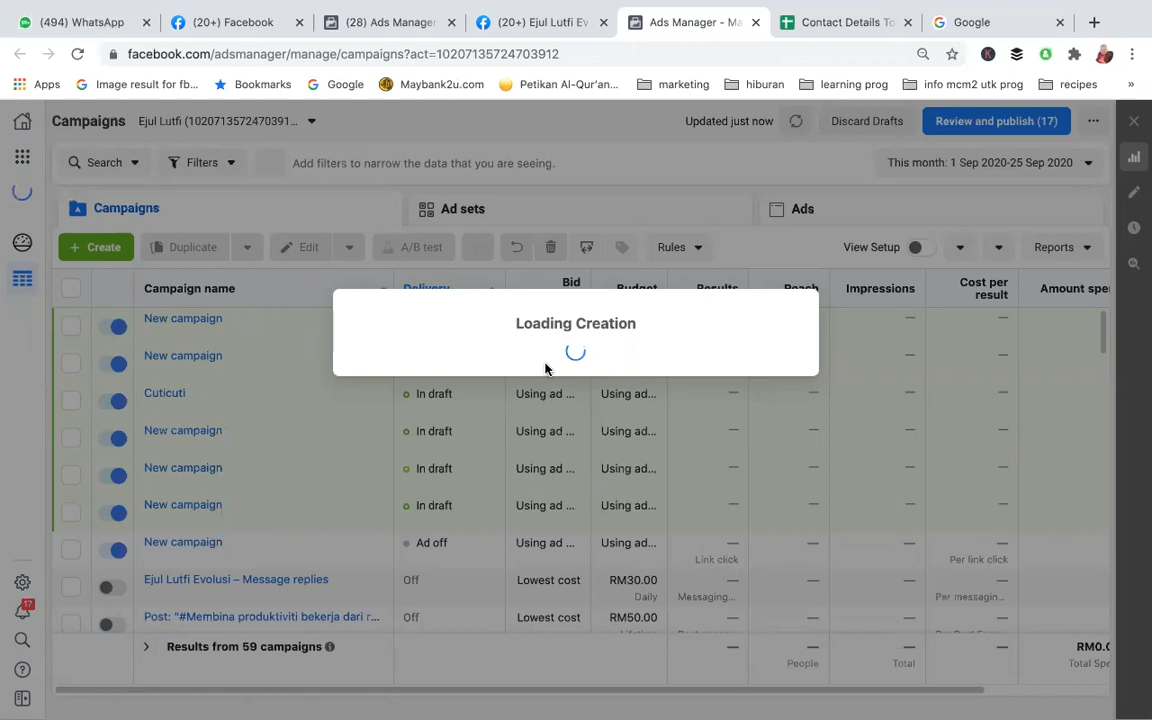 (494) WhatsApp
(20+) Facebook
(28) Ads Manager
(20+) Ejul Lutfi Ev
Ads Manager - Ma
Contact Details To
Google
facebook.com/adsmanager/manage/campaigns?act=10207135724703912
Apps
Image result for fb...
Bookmarks
Google
Maybank2u.com
Petikan Al-Qur'an...
marketing
hiburan
learning prog
info mcm2 utk prog
recipes
»
Campaigns
Ejul Lutfi (1020713572470391...
Updated just now
Discard Drafts
Review and publish (17)
Search
Filters
Add filters to narrow the data that you are seeing.
This month: 1 Sep 2020-25 Sep 2020
Campaigns
Ad sets
Ads
+ Create
Duplicate
Edit
A/B test
Rules
View Setup
Reports
Campaign name
Delivery
Bid
Budget
Results
Reach
Impressions
Cost per
result
Amount spe
New campaign
—
—
—
—
New campaign
—
—
—
—
Cuticuti
In draft
Using ad ...
Using ad...
—
—
—
—
New campaign
In draft
Using ad ...
Using ad...
—
—
—
—
New campaign
In draft
Using ad ...
Using ad...
—
—
—
—
New campaign
In draft
Using ad ...
Using ad...
—
—
—
—
New campaign
Ad off
Using ad ...
Using ad...
—
—
—
—
Link click
Per link click
Ejul Lutfi Evolusi – Message replies
Off
Lowest cost
RM30.00
—
—
—
—
Daily
Messaging...
Per messagin...
Post: "#Membina produktiviti bekerja dari r...
Off
Lowest cost
RM50.00
—
—
—
—
Results from 59 campaigns
—
—
—
—
RM0.0
People
Total
Total Spe
17
Loading Creation